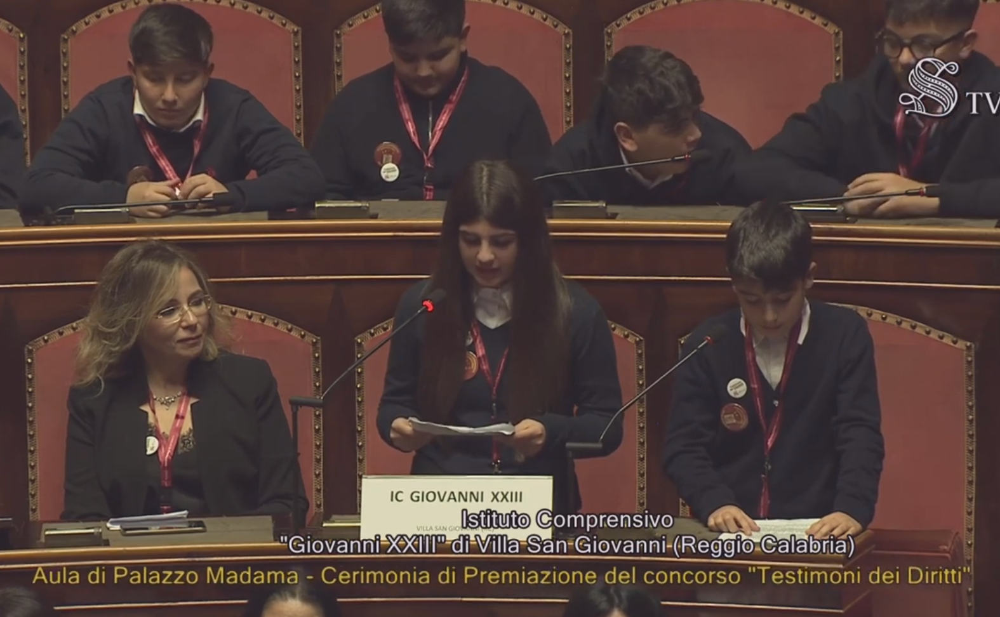 S TV
IC GIOVANNI XXIII
Istituto Comprensivo
"Giovanni XXIII" di Villa San Giovanni (Reggio Calabria)
Aula di Palazzo Madama - Cerimonia di Premiazione del concorso "Testimoni dei Diritti"